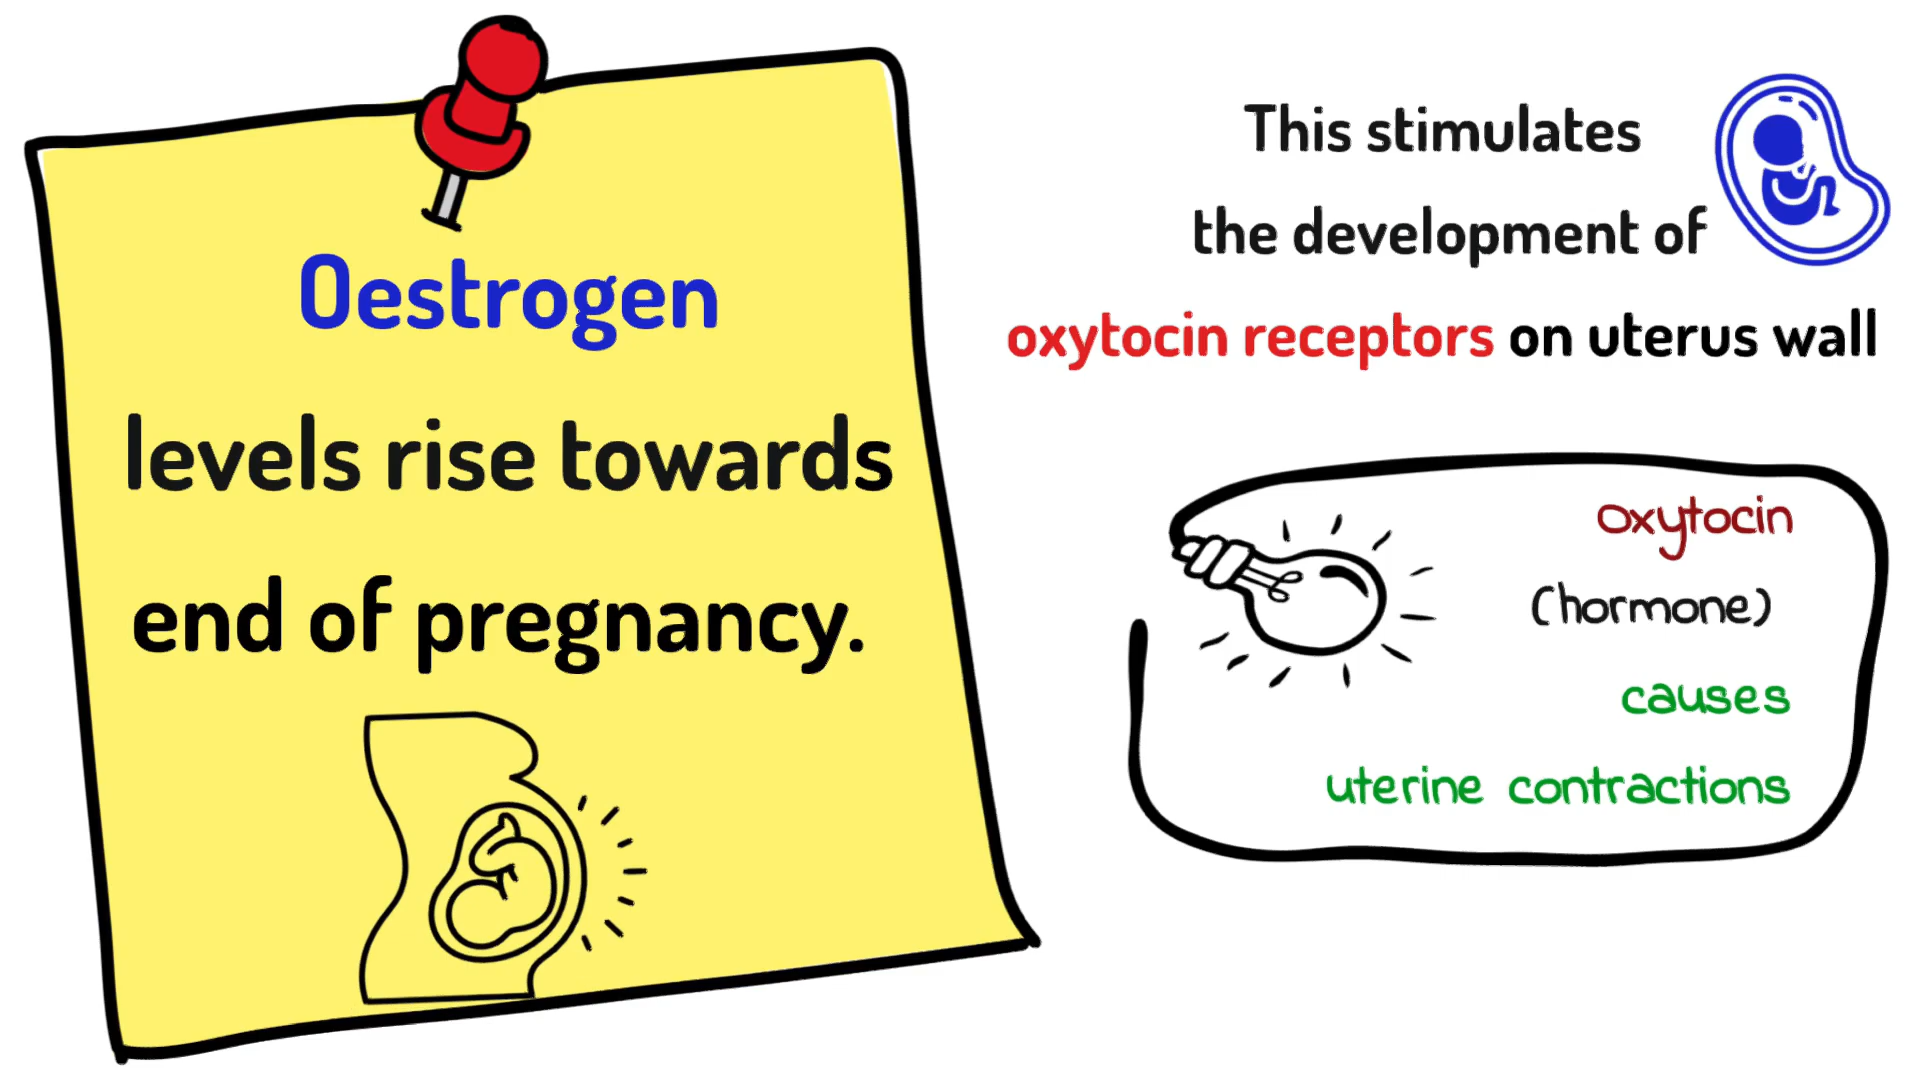 Oestrogen
levels rise towards
end of pregnancy.
This stimulates
the development of
oxytocin receptors on uterus wall
oxytocin
(hormone)
causes
uterine contractions